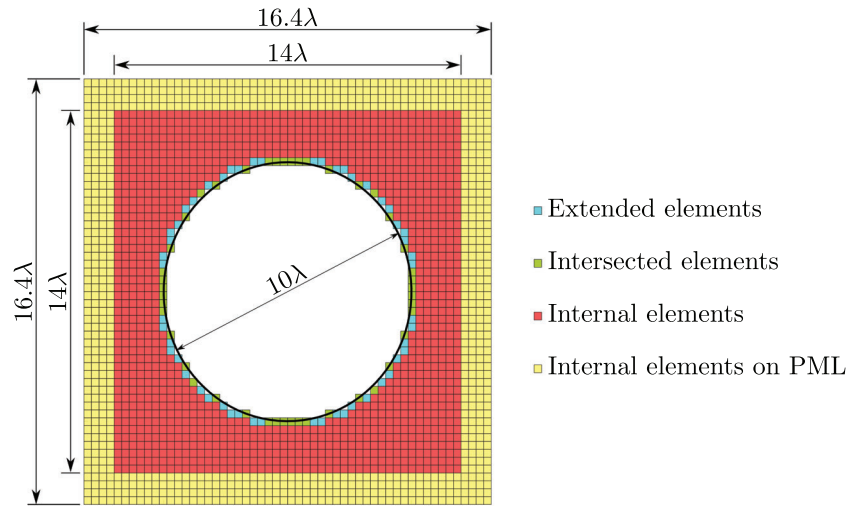 16.4λ
14λ
16.4λ
14λ
10λ
Extended elements
Intersected elements
Internal elements
Internal elements on PML